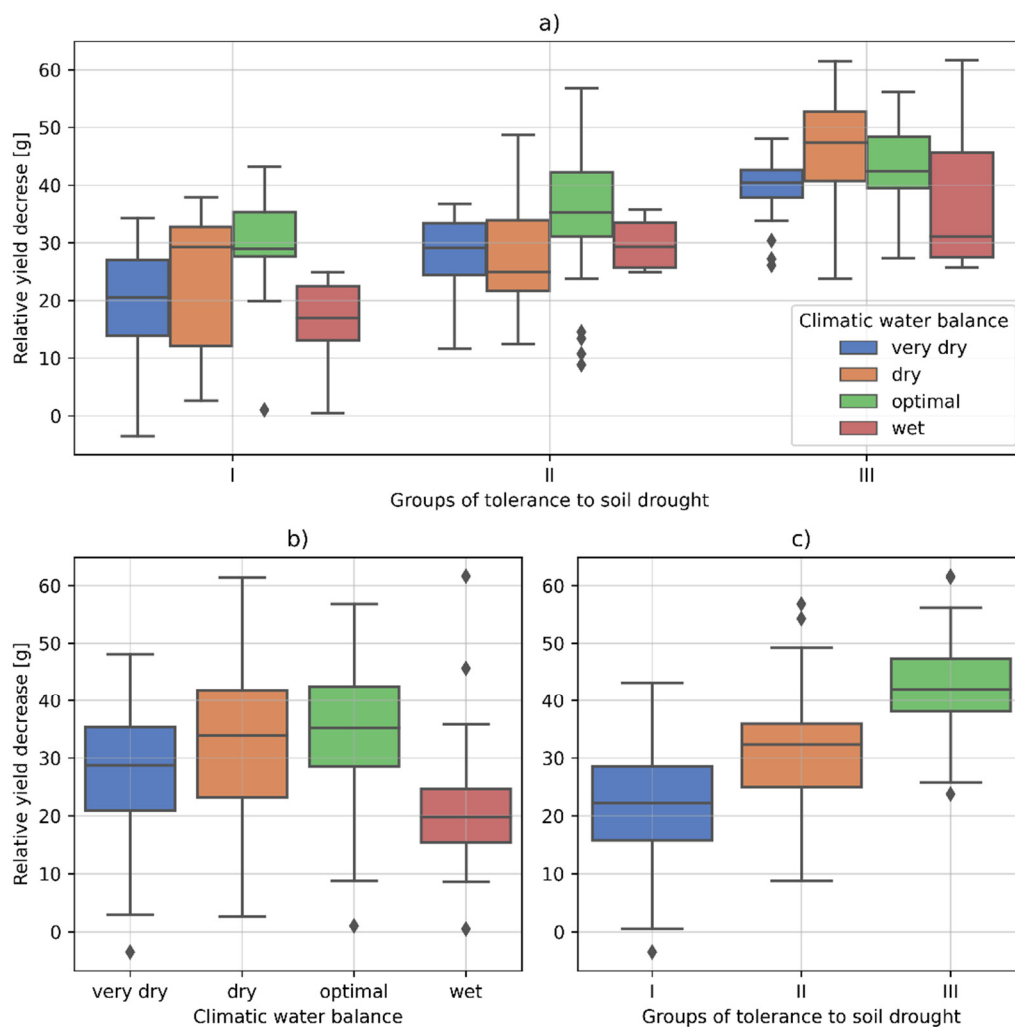 a)
Relative yield decrese [g]
60
50
40
30
20
10
0
Climatic water balance
very dry
dry
optimal
wet
I II III
Groups of tolerance to soil drought
b)
Relative yield decrease [g]
60
50
40
30
20
10
0
very dry dry optimal wet
Climatic water balance
c)
60
50
40
30
20
10
0
I II III
Groups of tolerance to soil drought